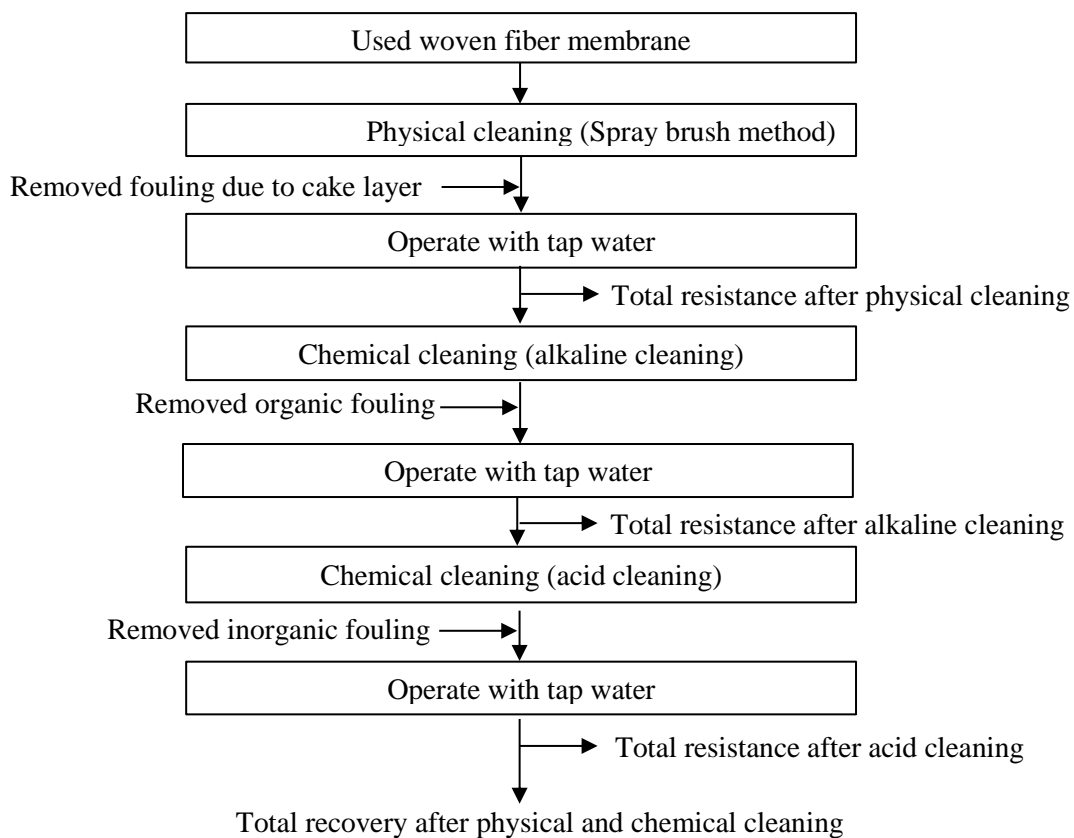 Used woven fiber membrane
Physical cleaning (Spray brush method)
Removed fouling due to cake layer
Operate with tap water
Total resistance after physical cleaning
Chemical cleaning (alkaline cleaning)
Removed organic fouling
Operate with tap water
Total resistance after alkaline cleaning
Chemical cleaning (acid cleaning)
Removed inorganic fouling
Operate with tap water
Total resistance after acid cleaning
Total recovery after physical and chemical cleaning